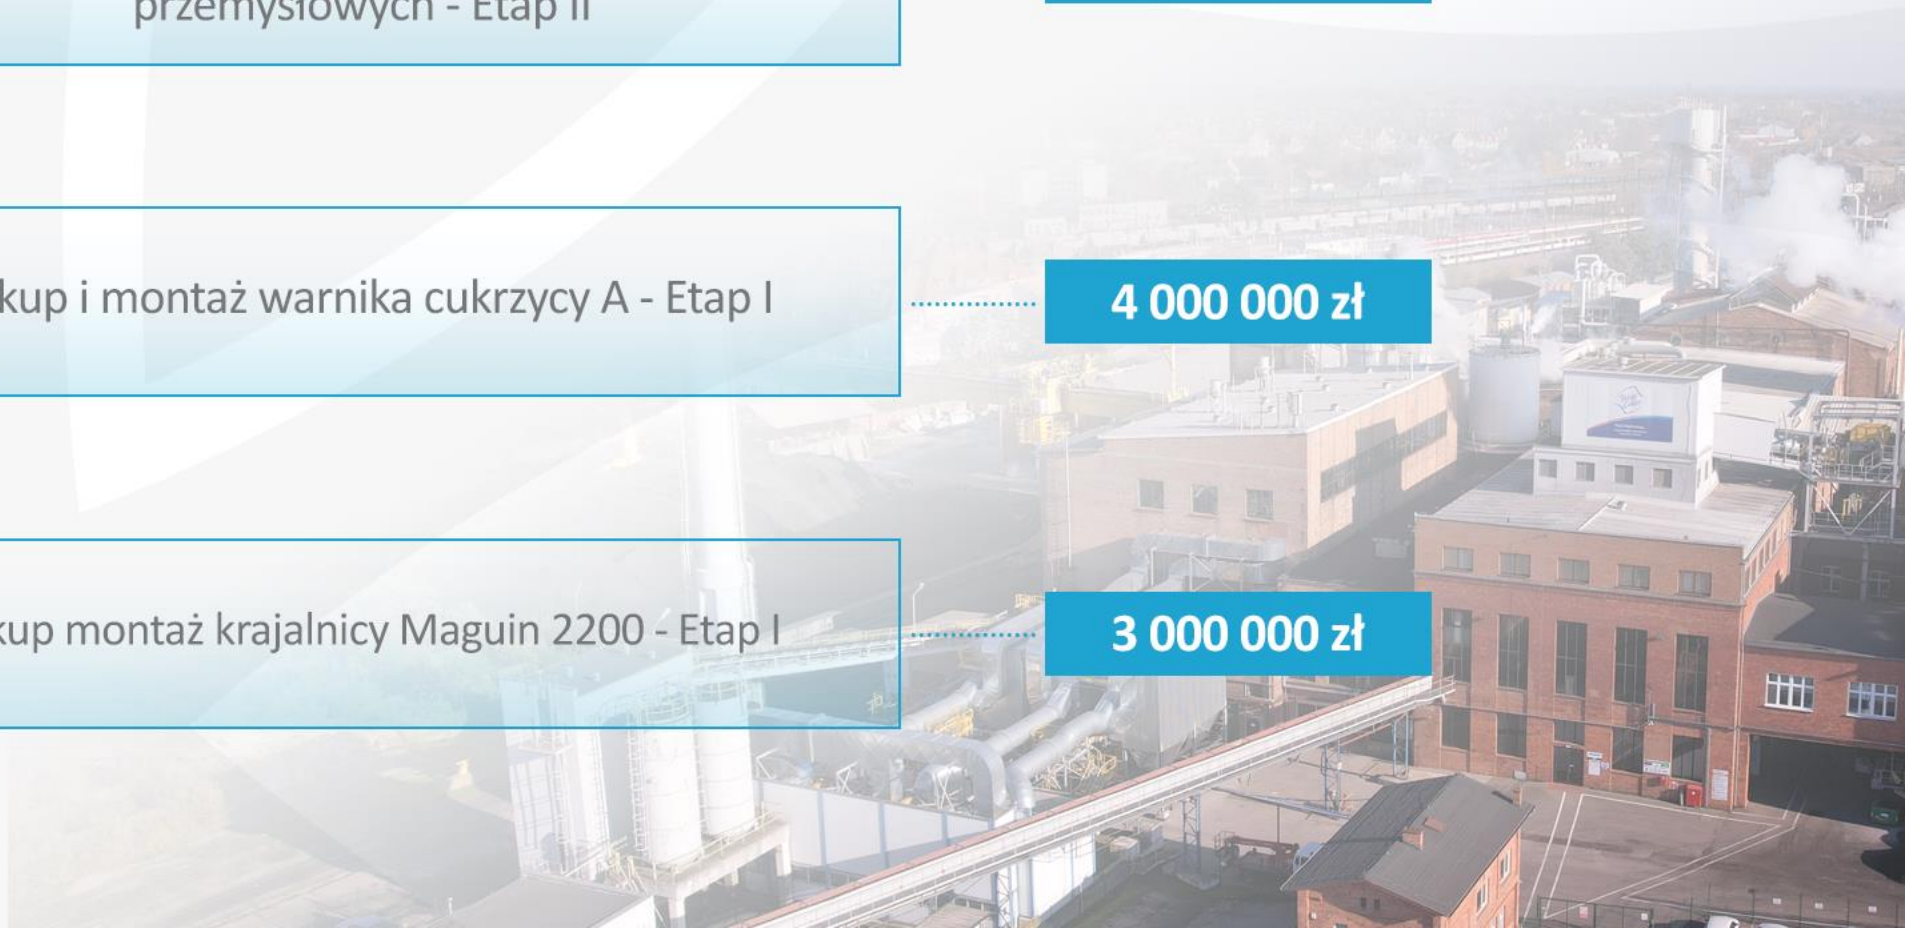 przemysłowych - Etap II
kup i montaż warnika cukrzycy A - Etap I
4 000 000 zł
kup montaż krajalnicy Maguin 2200 - Etap I
3 000 000 zł